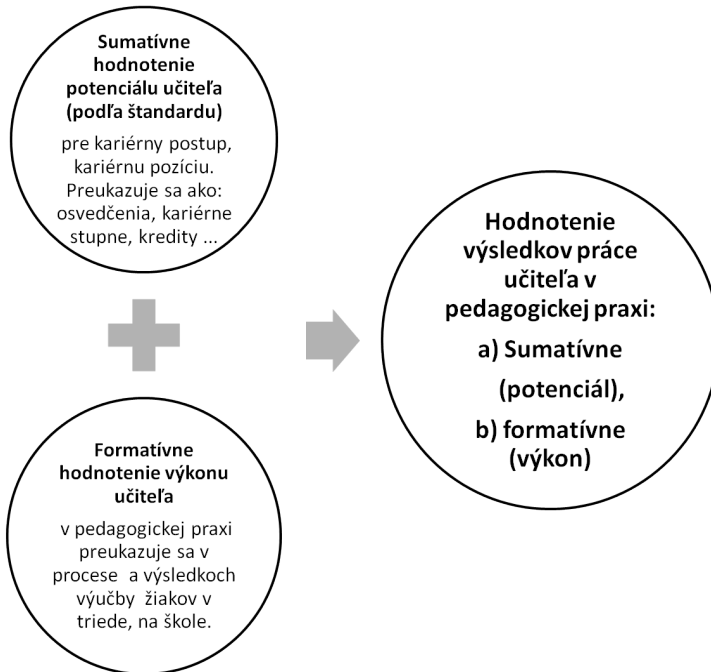 Sumatívne
hodnotenie
potenciálu učiteľa
(podľa štandardu)
pre kariérny postup,
kariérnu pozíciu.
Preukazuje sa ako:
osvedčenia, kariérne
stupne, kredity ...
Formatívne
hodnotenie výkonu
učiteľa
v pedagogickej praxi
preukazuje sa v
procese a výsledkoch
výučby žiakov v
triede, na škole.
Hodnotenie
výsledkov práce
učiteľa v
pedagogickej praxi:
a) Sumatívne
(potenciál),
b) formatívne
(výkon)